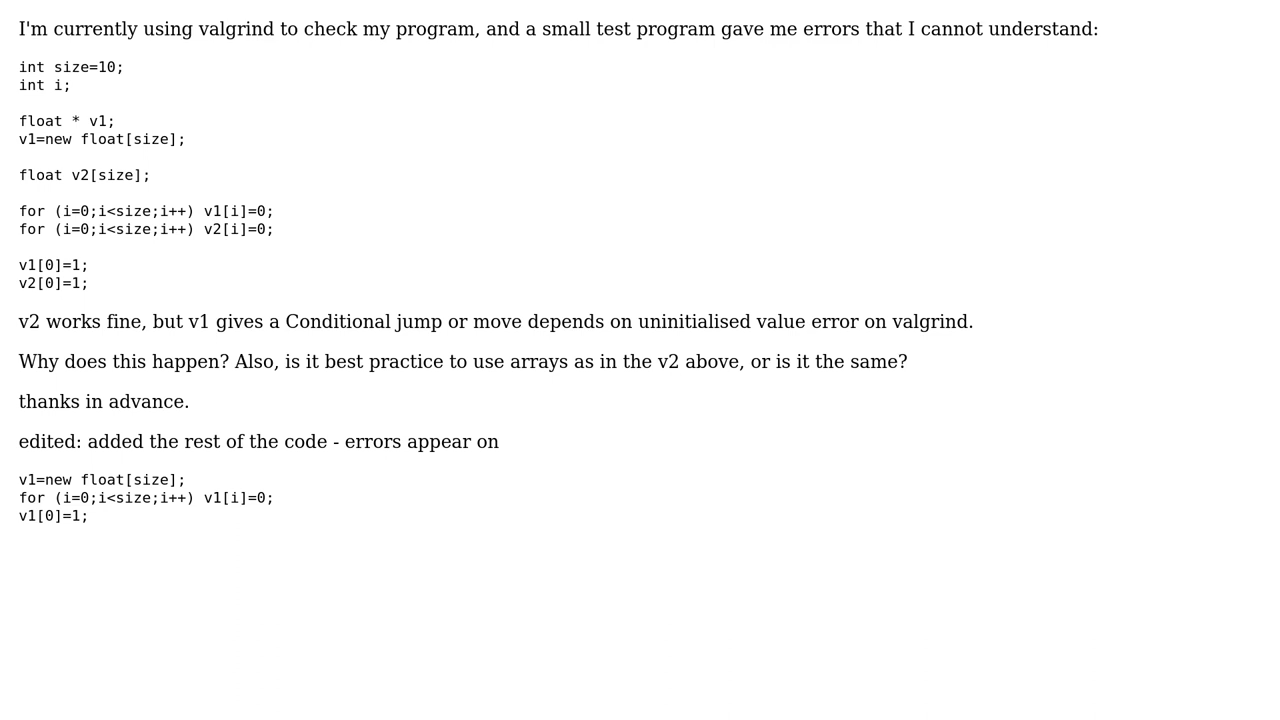 I'm currently using valgrind to check my program, and a small test program gave me errors that I cannot understand:
int size=10;
int i;
float * v1;
v1=new float[size];
float v2[size];
for (i=0;i<size;i++) v1[i]=0;
for (i=0;i<size;i++) v2[i]=0;
v1[0]=1;
v2[0]=1;
v2 works fine, but v1 gives a Conditional jump or move depends on uninitialised value error on valgrind.
Why does this happen? Also, is it best practice to use arrays as in the v2 above, or is it the same?
thanks in advance.
edited: added the rest of the code - errors appear on
v1=new float[size];
for (i=0;i<size;i++) v1[i]=0;
v1[0]=1;